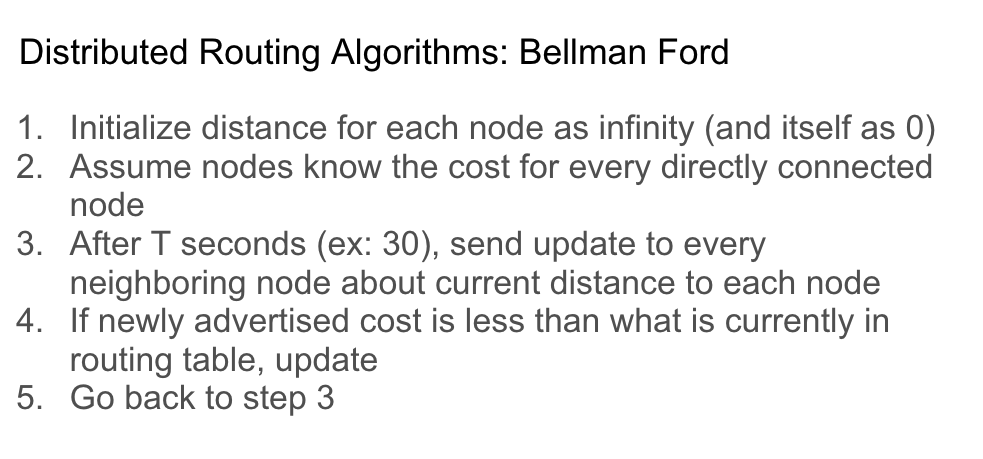 Distributed Routing Algorithms: Bellman Ford
1. Initialize distance for each node as infinity (and itself as 0)
2. Assume nodes know the cost for every directly connected
node
3. After T seconds (ex: 30), send update to every
neighboring node about current distance to each node
4. If newly advertised cost is less than what is currently in
routing table, update
5. Go back to step 3